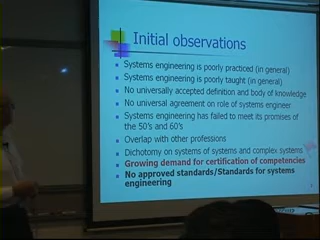 Initial observations
Systems engineering is poorly practiced (in general)
Systems engineering is poorly taught (in general)
No universally accepted definition and body of knowledge
No universal agreement on role of systems engineer
Systems engineering has failed to meet its promises of
the 50's and 60's
Overlap with other professions
Dichotomy on systems of systems and complex systems
Growing demand for certification of competencies
No approved standards/Standards for systems
engineering